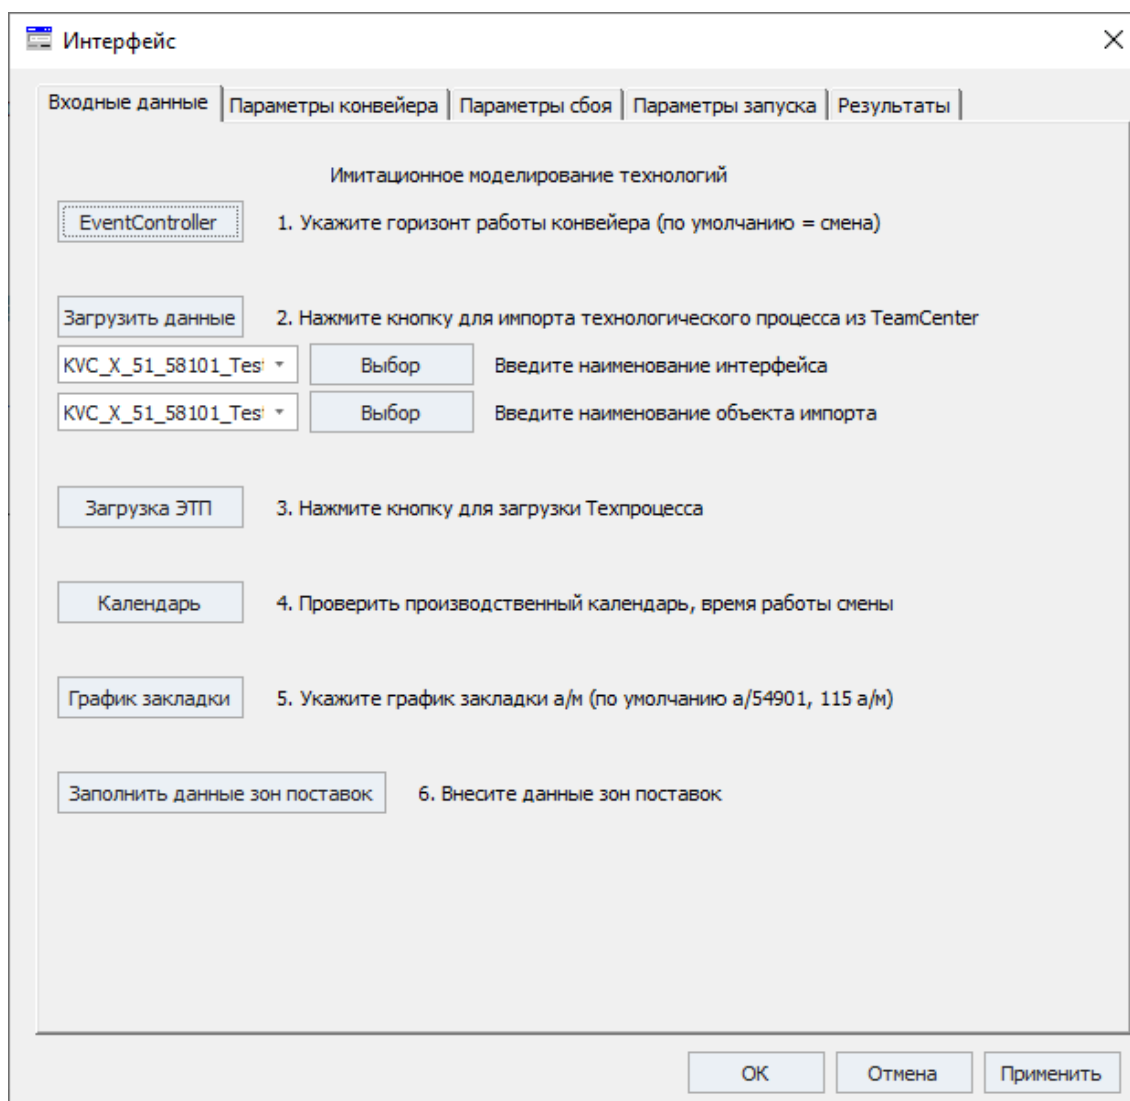 Интерфейс
Входные данные Параметры конвейера Параметры сбоя Параметры запуска Результаты
Имитационное моделирование технологий
EventController 1. Укажите горизонт работы конвейера (по умолчанию = смена)
Загрузить данные 2. Нажмите кнопку для импорта технологического процесса из TeamCenter
KVC_X_51_58101_Tes Выбор Введите наименование интерфейса
KVC_X_51_58101_Tes Выбор Введите наименование объекта импорта
Загрузка ЭТП 3. Нажмите кнопку для загрузки Техпроцесса
Календарь 4. Проверить производственный календарь, время работы смены
График закладки 5. Укажите график закладки а/м (по умолчанию а/54901, 115 а/м)
Заполнить данные зон поставок 6. Внесите данные зон поставок
ОК Отмена Применить